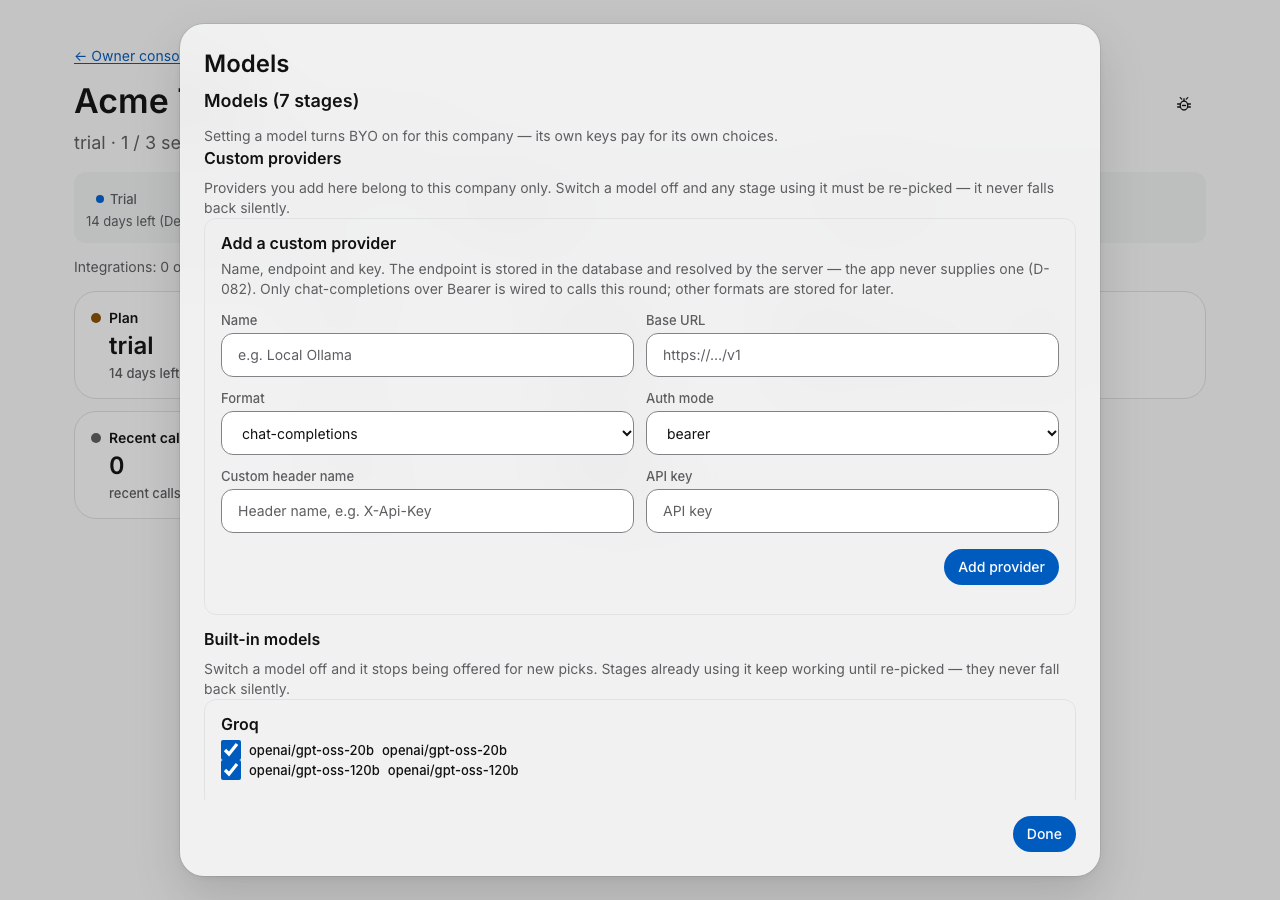 ← Owner conso
Acme
trial · 1 / 3 se
Trial
14 days left (De
Integrations: 0 o
Plan
trial
14 days left
Recent cal
0
recent calls
Models
Models (7 stages)
Setting a model turns BYO on for this company — its own keys pay for its own choices.
Custom providers
Providers you add here belong to this company only. Switch a model off and any stage using it must be re-picked — it never falls
back silently.
Add a custom provider
Name, endpoint and key. The endpoint is stored in the database and resolved by the server — the app never supplies one (D-
082). Only chat-completions over Bearer is wired to calls this round; other formats are stored for later.
Name
Base URL
e.g. Local Ollama
https://.../v1
Format
Auth mode
chat-completions
bearer
Custom header name
API key
Header name, e.g. X-Api-Key
API key
Add provider
Built-in models
Switch a model off and it stops being offered for new picks. Stages already using it keep working until re-picked — they never fall
back silently.
Groq
openai/gpt-oss-20b openai/gpt-oss-20b
openai/gpt-oss-120b openai/gpt-oss-120b
Done